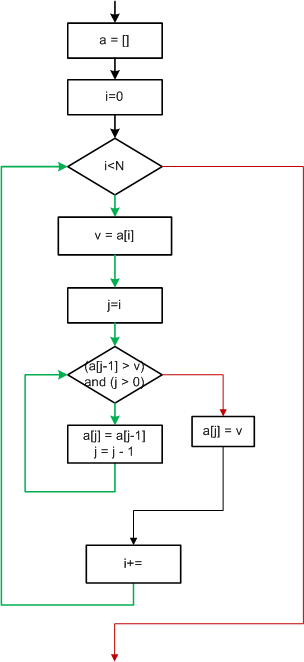 a = []
i=0
i<N
v = a[i]
j=i
(a[j-1] > v)
and (j > 0)
a[j] = a[j-1]
j = j - 1
a[j] = v
i+=